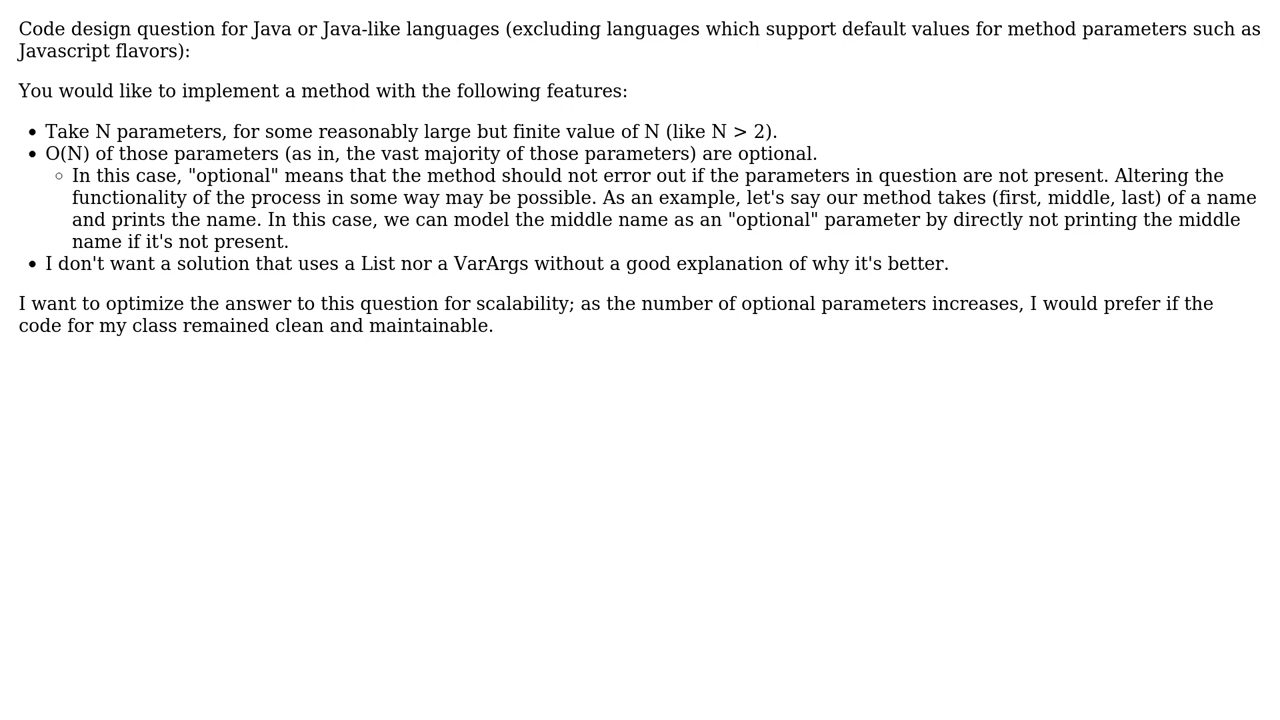 Code design question for Java or Java-like languages (excluding languages which support default values for method parameters such as
Javascript flavors):
You would like to implement a method with the following features:
• Take N parameters, for some reasonably large but finite value of N (like N > 2).
• O(N) of those parameters (as in, the vast majority of those parameters) are optional.
◦ In this case, "optional" means that the method should not error out if the parameters in question are not present. Altering the
functionality of the process in some way may be possible. As an example, let's say our method takes (first, middle, last) of a name
and prints the name. In this case, we can model the middle name as an "optional" parameter by directly not printing the middle
name if it's not present.
• I don't want a solution that uses a List nor a VarArgs without a good explanation of why it's better.
I want to optimize the answer to this question for scalability; as the number of optional parameters increases, I would prefer if the
code for my class remained clean and maintainable.